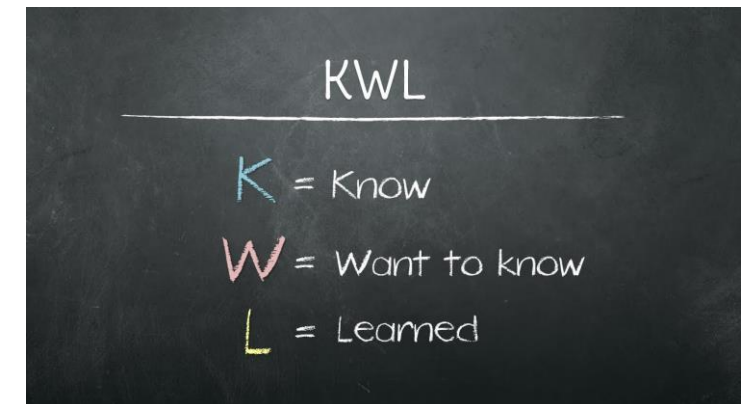 KWL
K = Know
W = Want to know
L = Learned